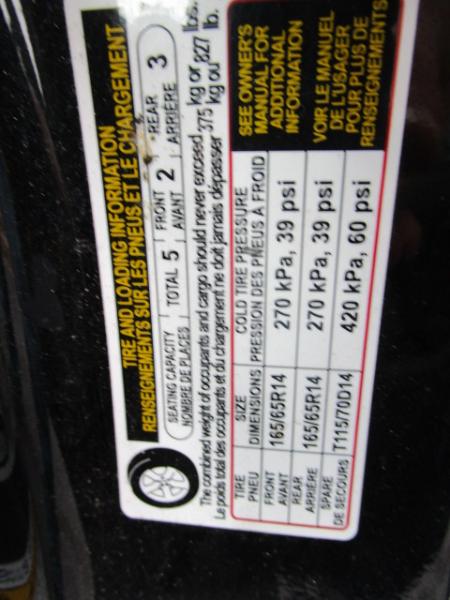 TIRE AND LOADING INFORMATION
RENSEIGNEMENTS SUR LES PNEUS ET LE CHARGEMENT
SEATING CAPACITY TOTAL 5 FRONT 2 REAR 3
NOMBRE DE PLACES AVANT ARRIÈRE
The combined weight of occupants and cargo should never exceed 375 kg or 827 lbs.
Le poids total des occupants et du chargement ne doit jamais dépasser kg ou lb.
TIRE SIZE COLD TIRE PRESSURE
PNEU DIMENSIONS PRESSION DES PNEUS À FROID
FRONT 165/65R14 270 kPa, 39 psi
AVANT
REAR 165/65R14 270 kPa, 39 psi
ARRIÈRE
SPARE T115/70D14 420 kPa, 60 psi
DE SECOURS
SEE OWNER'S
MANUAL FOR
ADDITIONAL
INFORMATION
VOIR LE MANUEL
DE L'USAGER
POUR PLUS DE
RENSEIGNEMENTS